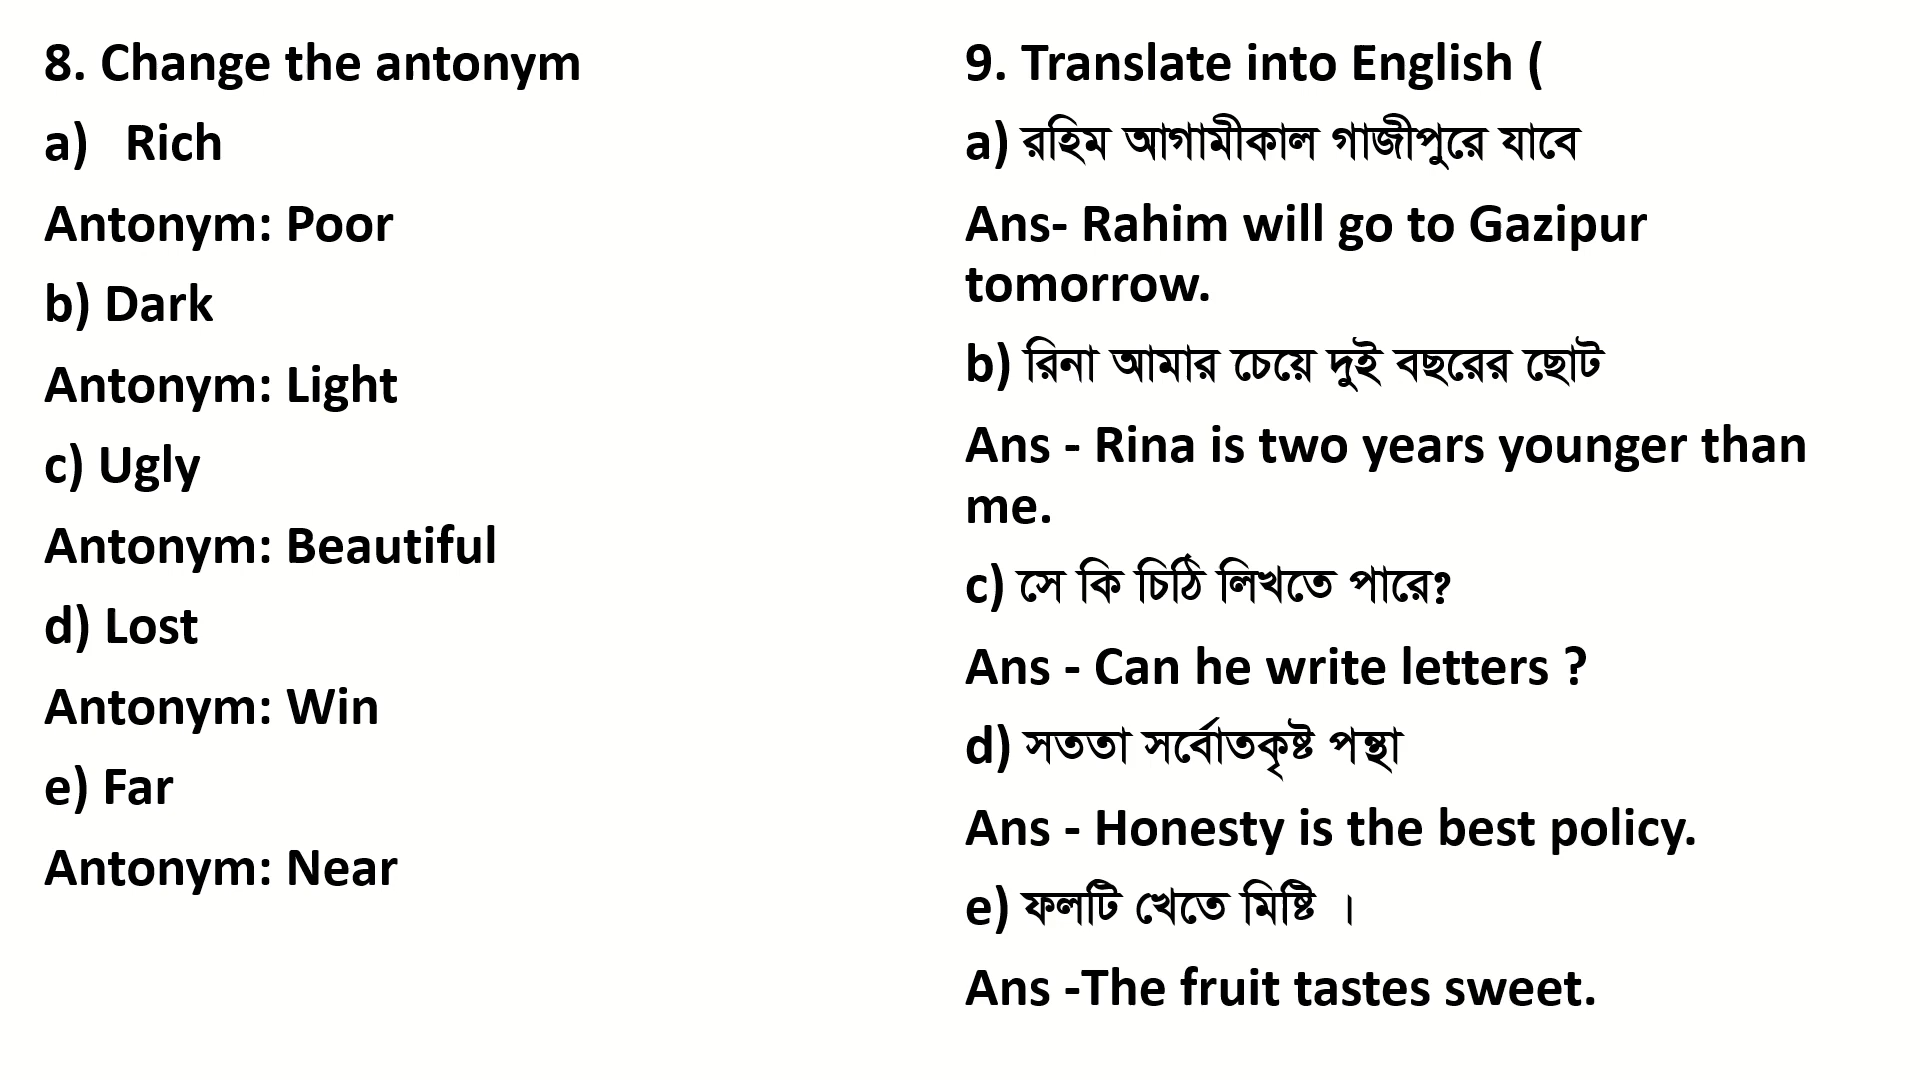 8. Change the antonym
a) Rich
Antonym: Poor
b) Dark
Antonym: Light
c) Ugly
Antonym: Beautiful
d) Lost
Antonym: Win
e) Far
Antonym: Near
9. Translate into English (
a) রহিম আগামীকাল গাজীপুরে যাবে
Ans- Rahim will go to Gazipur
tomorrow.
b) রিনা আমার চেয়ে দুই বছরের ছোট
Ans - Rina is two years younger than
me.
c) সে কি চিঠি লিখতে পারে?
Ans - Can he write letters ?
d) সততা সর্বোতকৃষ্ট পন্থা
Ans - Honesty is the best policy.
e) ফলটি খেতে মিষ্টি ।
Ans -The fruit tastes sweet.